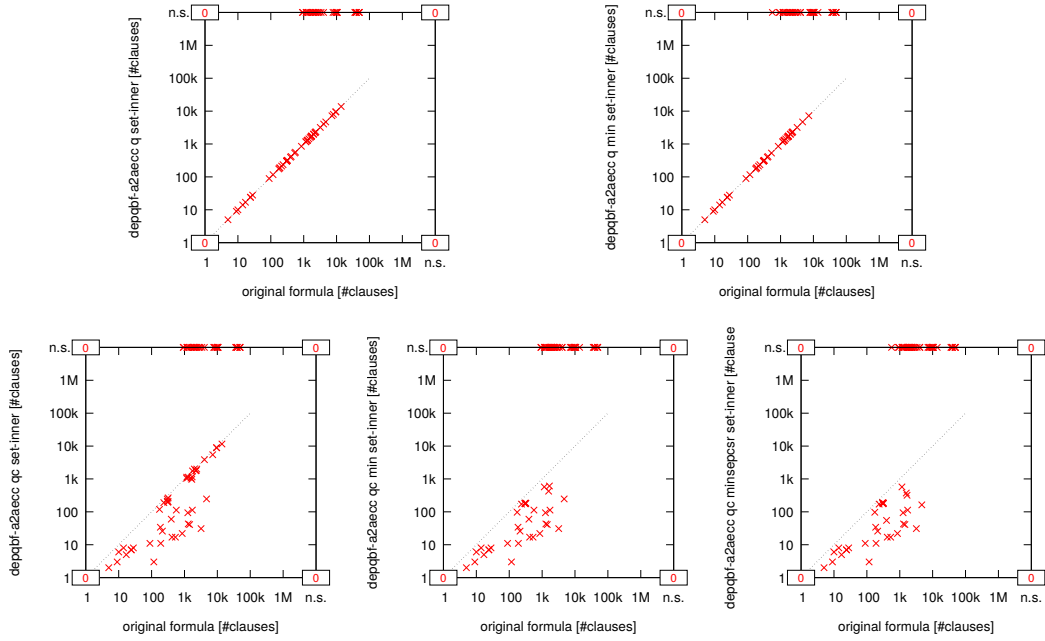 n.s. 0 0
1M
100k
10k
1k
100
10
1 0 0
1 10 100 1k 10k 100k 1M n.s.
original formula [#clauses]
depqbf-a2aecc q set-inner [#clauses]
n.s. 0 0
1M
100k
10k
1k
100
10
1 0 0
1 10 100 1k 10k 100k 1M n.s.
original formula [#clauses]
depqbf-a2aecc q min set-inner [#clauses]
n.s. 0 0
1M
100k
10k
1k
100
10
1 0 0
1 10 100 1k 10k 100k 1M n.s.
original formula [#clauses]
depqbf-a2aecc qc set-inner [#clauses]
n.s. 0 0
1M
100k
10k
1k
100
10
1 0 0
1 10 100 1k 10k 100k 1M n.s.
original formula [#clauses]
depqbf-a2aecc qc min set-inner [#clauses]
n.s. 0 0
1M
100k
10k
1k
100
10
1 0 0
1 10 100 1k 10k 100k 1M n.s.
original formula [#clauses]
depqbf-a2aecc qc minsepcsr set-inner [#clause